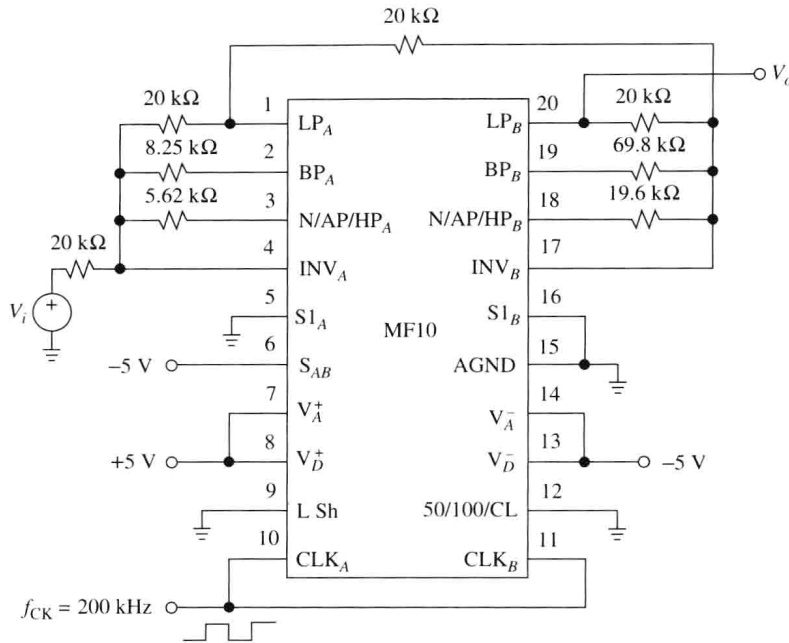 20 kΩ
V_o
20 kΩ
1
LP_A
20
LP_B
20 kΩ
8.25 kΩ
2
BP_A
19
BP_B
69.8 kΩ
5.62 kΩ
3
N/AP/HP_A
18
N/AP/HP_B
19.6 kΩ
20 kΩ
4
INV_A
17
INV_B
V_i
+
5
S1_A
MF10
16
S1_B
−5 V
6
S_AB
15
AGND
7
V_A^+
14
V_A^−
+5 V
8
V_D^+
13
V_D^−
−5 V
9
L Sh
12
50/100/CL
10
CLK_A
11
CLK_B
f_CK = 200 kHz